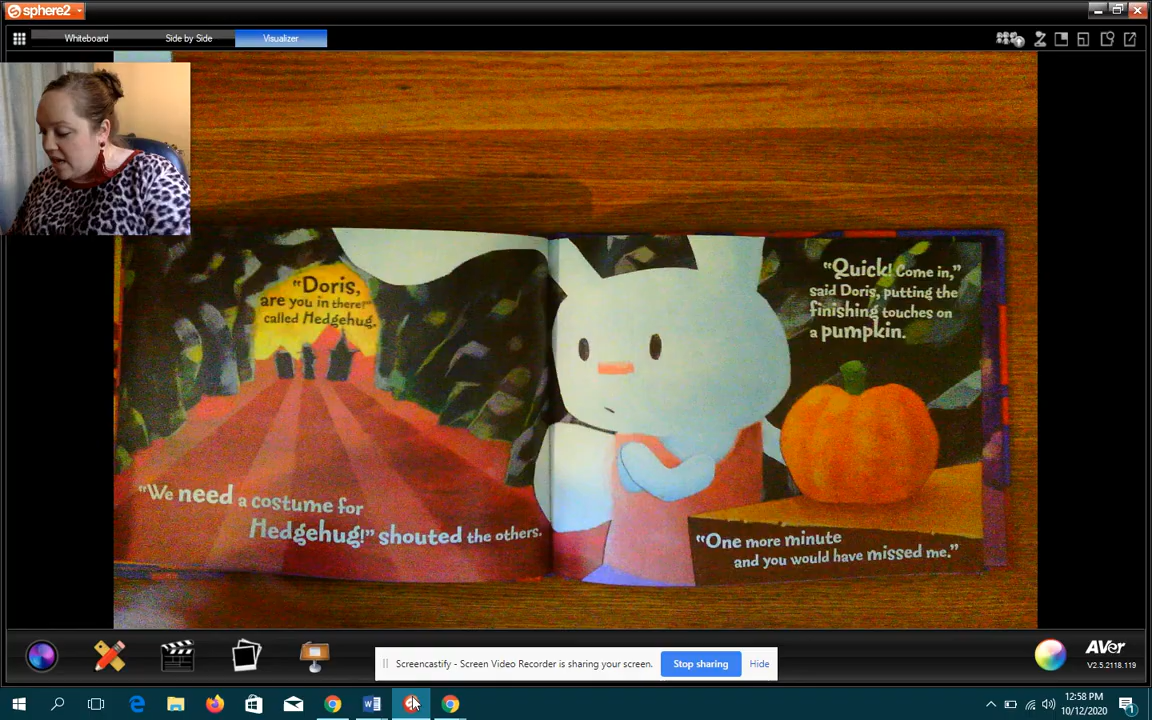 sphere2
Whiteboard
Side by Side
Visualizer
"Doris,
are you in there?"
called Hedgehug.
"We need a costume for
Hedgehug!" shouted the others.
"Quick! Come in,"
said Doris, putting the
finishing touches on
a pumpkin.
"One more minute
and you would have missed me."
Screencastify - Screen Video Recorder is sharing your screen.
Stop sharing
Hide
AVer
V2.5.2118.119
12:58 PM
10/12/2020
1